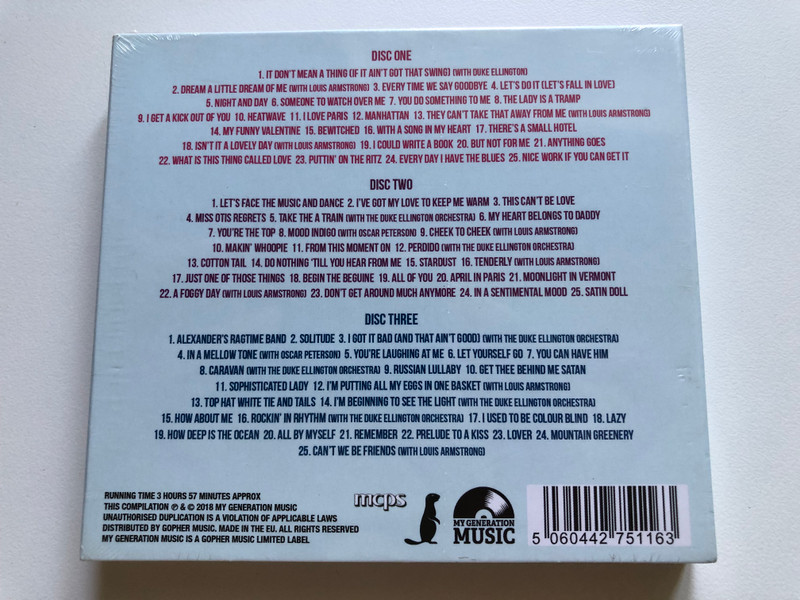 DISC ONE
1. IT DON'T MEAN A THING (IF IT AIN'T GOT THAT SWING) (WITH DUKE ELLINGTON)
2. DREAM A LITTLE DREAM OF ME (WITH LOUIS ARMSTRONG) 3. EVERY TIME WE SAY GOODBYE 4. LET'S DO IT (LET'S FALL IN LOVE)
5. NIGHT AND DAY 6. SOMEONE TO WATCH OVER ME 7. YOU DO SOMETHING TO ME 8. THE LADY IS A TRAMP
9. I GET A KICK OUT OF YOU 10. HEATWAVE 11. I LOVE PARIS 12. MANHATTAN 13. THEY CAN'T TAKE THAT AWAY FROM ME (WITH LOUIS ARMSTRONG)
14. MY FUNNY VALENTINE 15. BEWITCHED 16. WITH A SONG IN MY HEART 17. THERE'S A SMALL HOTEL
18. ISN'T IT A LOVELY DAY (WITH LOUIS ARMSTRONG) 19. I COULD WRITE A BOOK 20. BUT NOT FOR ME 21. ANYTHING GOES
22. WHAT IS THIS THING CALLED LOVE 23. PUTTIN' ON THE RITZ 24. EVERY DAY I HAVE THE BLUES 25. NICE WORK IF YOU CAN GET IT
DISC TWO
1. LET'S FACE THE MUSIC AND DANCE 2. I'VE GOT MY LOVE TO KEEP ME WARM 3. THIS CAN'T BE LOVE
4. MISS OTIS REGRETS 5. TAKE THE A TRAIN (WITH THE DUKE ELLINGTON ORCHESTRA) 6. MY HEART BELONGS TO DADDY
7. YOU'RE THE TOP 8. MOOD INDIGO (WITH OSCAR PETERSON) 9. CHEEK TO CHEEK (WITH LOUIS ARMSTRONG)
10. MAKIN' WHOOPIE 11. FROM THIS MOMENT ON 12. PERDIDO (WITH THE DUKE ELLINGTON ORCHESTRA)
13. COTTON TAIL 14. DO NOTHING 'TILL YOU HEAR FROM ME 15. STARDUST 16. TENDERLY (WITH LOUIS ARMSTRONG)
17. JUST ONE OF THOSE THINGS 18. BEGIN THE BEGUINE 19. ALL OF YOU 20. APRIL IN PARIS 21. MOONLIGHT IN VERMONT
22. A FOGGY DAY (WITH LOUIS ARMSTRONG) 23. DON'T GET AROUND MUCH ANYMORE 24. IN A SENTIMENTAL MOOD 25. SATIN DOLL
DISC THREE
1. ALEXANDER'S RAGTIME BAND 2. SOLITUDE 3. I GOT IT BAD (AND THAT AIN'T GOOD) (WITH THE DUKE ELLINGTON ORCHESTRA)
4. IN A MELLOW TONE (WITH OSCAR PETERSON) 5. YOU'RE LAUGHING AT ME 6. LET YOURSELF GO 7. YOU CAN HAVE HIM
8. CARAVAN (WITH THE DUKE ELLINGTON ORCHESTRA) 9. RUSSIAN LULLABY 10. GET THEE BEHIND ME SATAN
11. SOPHISTICATED LADY 12. I'M PUTTING ALL MY EGGS IN ONE BASKET (WITH LOUIS ARMSTRONG)
13. TOP HAT WHITE TIE AND TAILS 14. I'M BEGINNING TO SEE THE LIGHT (WITH THE DUKE ELLINGTON ORCHESTRA)
15. HOW ABOUT ME 16. ROCKIN' IN RHYTHM (WITH THE DUKE ELLINGTON ORCHESTRA) 17. I USED TO BE COLOUR BLIND 18. LAZY
19. HOW DEEP IS THE OCEAN 20. ALL BY MYSELF 21. REMEMBER 22. PRELUDE TO A KISS 23. LOVER 24. MOUNTAIN GREENERY
25. CAN'T WE BE FRIENDS (WITH LOUIS ARMSTRONG)
RUNNING TIME 3 HOURS 57 MINUTES APPROX
THIS COMPILATION ℗ & © 2018 MY GENERATION MUSIC
UNAUTHORISED DUPLICATION IS A VIOLATION OF APPLICABLE LAWS
DISTRIBUTED BY GOPHER MUSIC. MADE IN THE EU. ALL RIGHTS RESERVED
MY GENERATION MUSIC IS A GOPHER MUSIC LIMITED LABEL
mcps
MY GENERATION
MUSIC
5 060442 751163